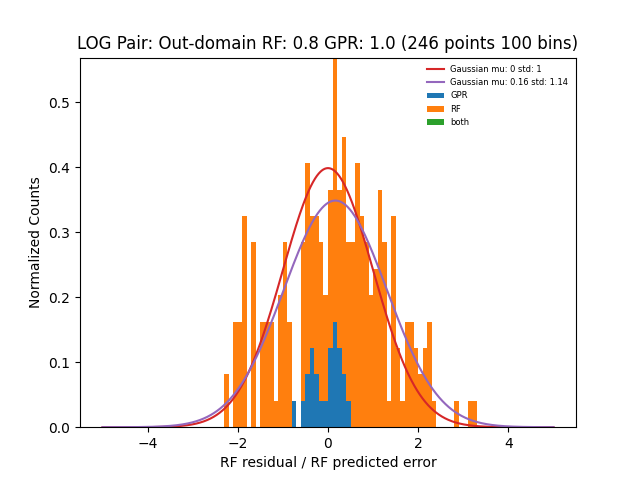 LOG Pair: Out-domain RF: 0.8 GPR: 1.0 (246 points 100 bins)
Gaussian mu: 0 std: 1
Gaussian mu: 0.16 std: 1.14
GPR
RF
both
Normalized Counts
0.5
0.4
0.3
0.2
0.1
0.0
−4 −2 0 2 4
RF residual / RF predicted error